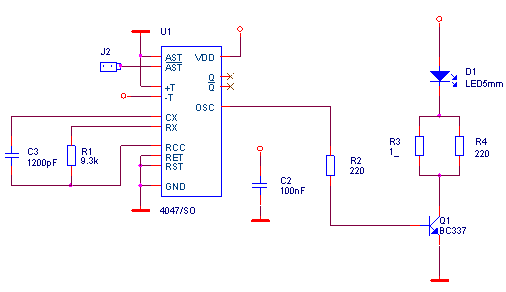 U1
J2
AST
AST
+T
-T
CX
RX
RCC
RET
RST
GND
VDD
Q
Q
OSC
4047/SO
C3
1200pF
R1
9.3k
C2
100nF
R2
220
D1
LED5mm
R3
1_
R4
220
Q1
BC337